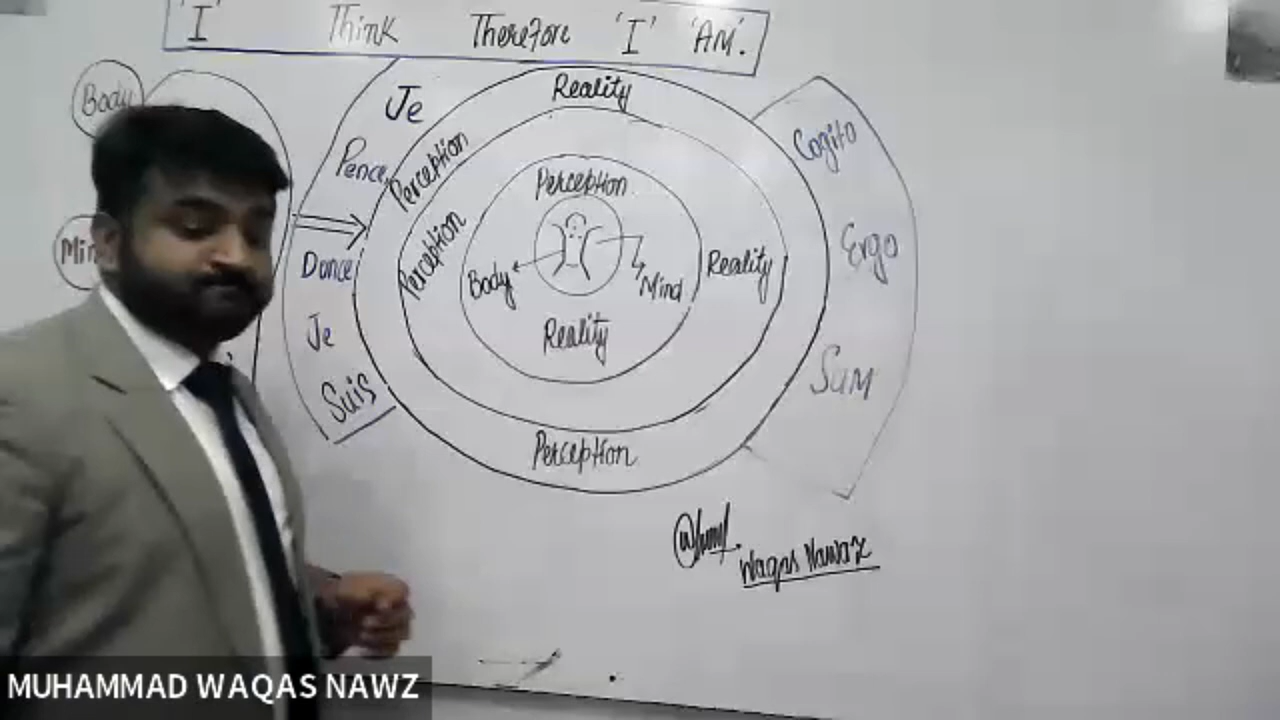 'I' Think Therefore 'I' 'AM'.
Body
Je
Pence,
Donce
Je
Suis
Reality
Perception
Perception
Perception
Body
Mind
Reality
Reality
Perception
Cogito
Ergo
Sum
Waqas Nawaz
MUHAMMAD WAQAS NAWZ